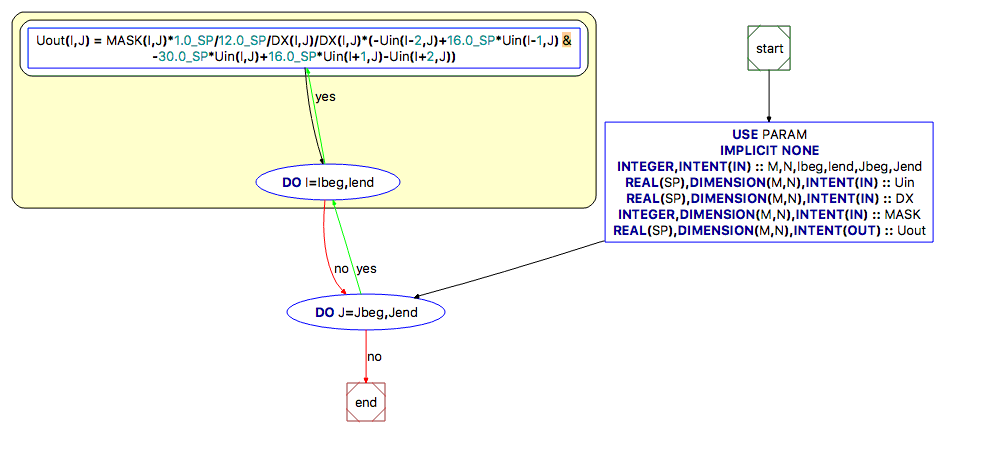 Uout(I,J) = MASK(I,J)*1.0_SP/12.0_SP/DX(I,J)/DX(I,J)*(-Uin(I-2,J)+16.0_SP*Uin(I-1,J) &
-30.0_SP*Uin(I,J)+16.0_SP*Uin(I+1,J)-Uin(I+2,J))
start
yes
USE PARAM
IMPLICIT NONE
INTEGER,INTENT(IN) :: M,N,Ibeg,Iend,Jbeg,Jend
REAL(SP),DIMENSION(M,N),INTENT(IN) :: Uin
REAL(SP),DIMENSION(M,N),INTENT(IN) :: DX
INTEGER,DIMENSION(M,N),INTENT(IN) :: MASK
REAL(SP),DIMENSION(M,N),INTENT(OUT) :: Uout
DO I=Ibeg,Iend
no yes
DO J=Jbeg,Jend
no
end